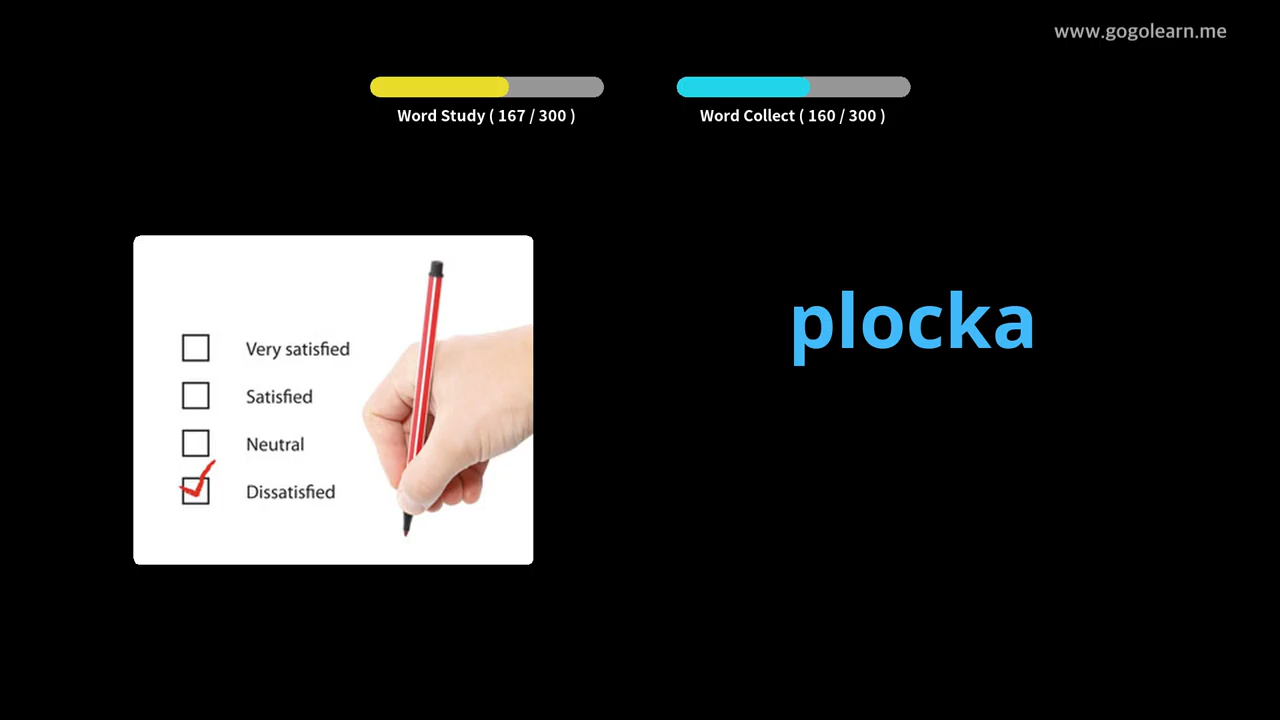 www.gogolearn.me
Word Study ( 167 / 300 )
Word Collect ( 160 / 300 )
Very satisfied
Satisfied
Neutral
Dissatisfied
plocka